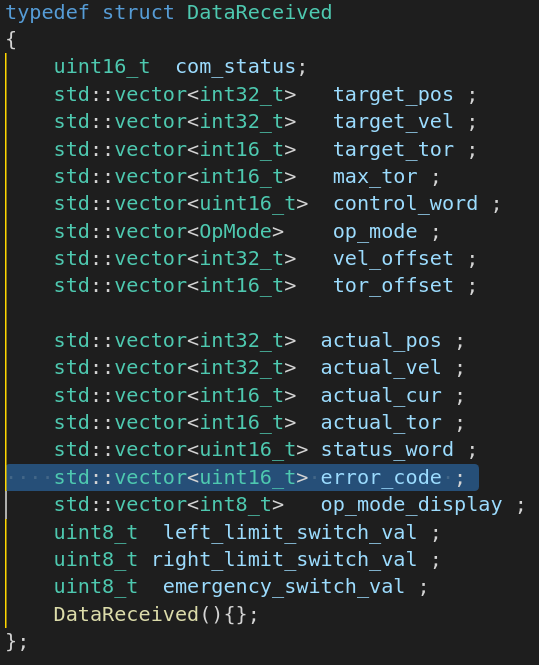 typedef struct DataReceived
{
    uint16_t  com_status;
    std::vector<int32_t>   target_pos ;
    std::vector<int32_t>   target_vel ;
    std::vector<int16_t>   target_tor ;
    std::vector<int16_t>   max_tor ;
    std::vector<uint16_t>  control_word ;
    std::vector<OpMode>    op_mode ;
    std::vector<int32_t>   vel_offset ;
    std::vector<int16_t>   tor_offset ;

    std::vector<int32_t>  actual_pos ;
    std::vector<int32_t>  actual_vel ;
    std::vector<int16_t>  actual_cur ;
    std::vector<int16_t>  actual_tor ;
    std::vector<uint16_t> status_word ;
    std::vector<uint16_t> error_code ;
    std::vector<int8_t>   op_mode_display ;
    uint8_t  left_limit_switch_val ;
    uint8_t right_limit_switch_val ;
    uint8_t  emergency_switch_val ;
    DataReceived(){};
};